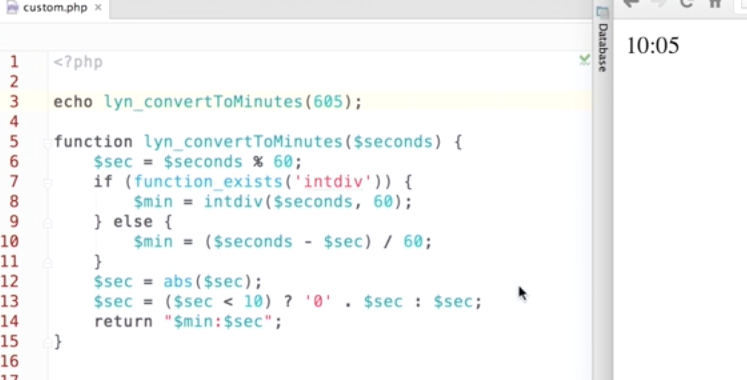 custom.php ×
10:05
Database
1 <?php
2
3 echo lyn_convertToMinutes(605);
4
5 function lyn_convertToMinutes($seconds) {
6     $sec = $seconds % 60;
7     if (function_exists('intdiv')) {
8         $min = intdiv($seconds, 60);
9     } else {
10         $min = ($seconds - $sec) / 60;
11     }
12     $sec = abs($sec);
13     $sec = ($sec < 10) ? '0' . $sec : $sec;
14     return "$min:$sec";
15 }
16
17